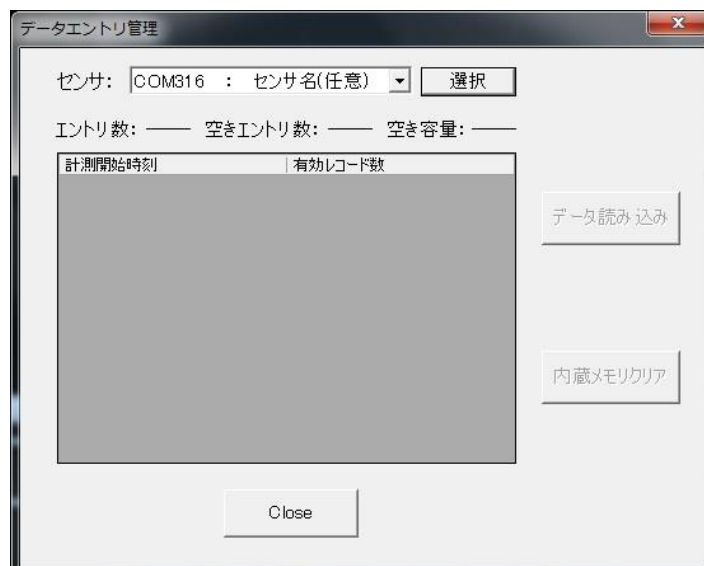 データエントリ管理
センサ: COM316 : センサ名(任意) 選択
エントリ数: ─── 空きエントリ数: ─── 空き容量: ───
計測開始時刻 有効レコード数
データ読み込み
内蔵メモリクリア
Close